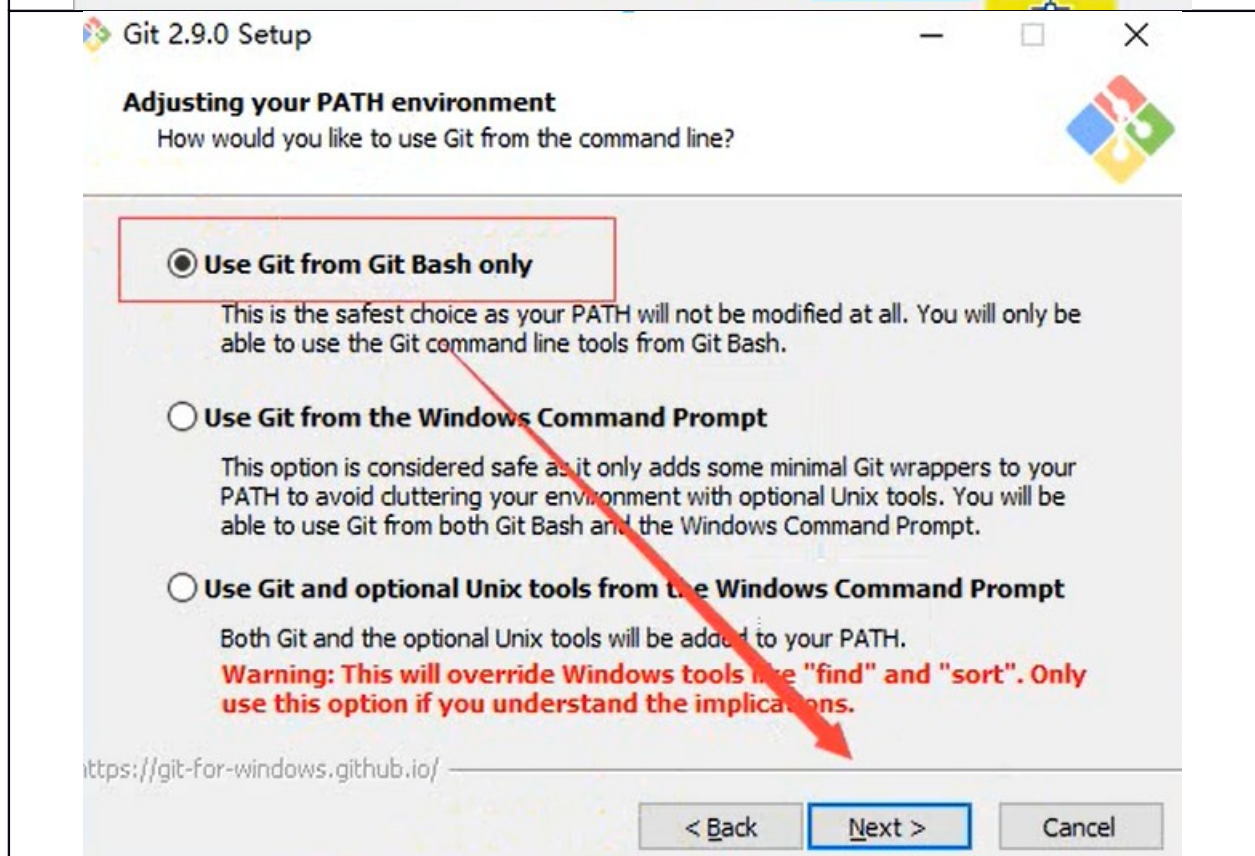 Git 2.9.0 Setup
Adjusting your PATH environment
How would you like to use Git from the command line?
Use Git from Git Bash only
This is the safest choice as your PATH will not be modified at all. You will only be
able to use the Git command line tools from Git Bash.
Use Git from the Windows Command Prompt
This option is considered safe as it only adds some minimal Git wrappers to your
PATH to avoid cluttering your environment with optional Unix tools. You will be
able to use Git from both Git Bash and the Windows Command Prompt.
Use Git and optional Unix tools from the Windows Command Prompt
Both Git and the optional Unix tools will be added to your PATH.
Warning: This will override Windows tools like "find" and "sort". Only
use this option if you understand the implications.
https://git-for-windows.github.io/
< Back Next > Cancel